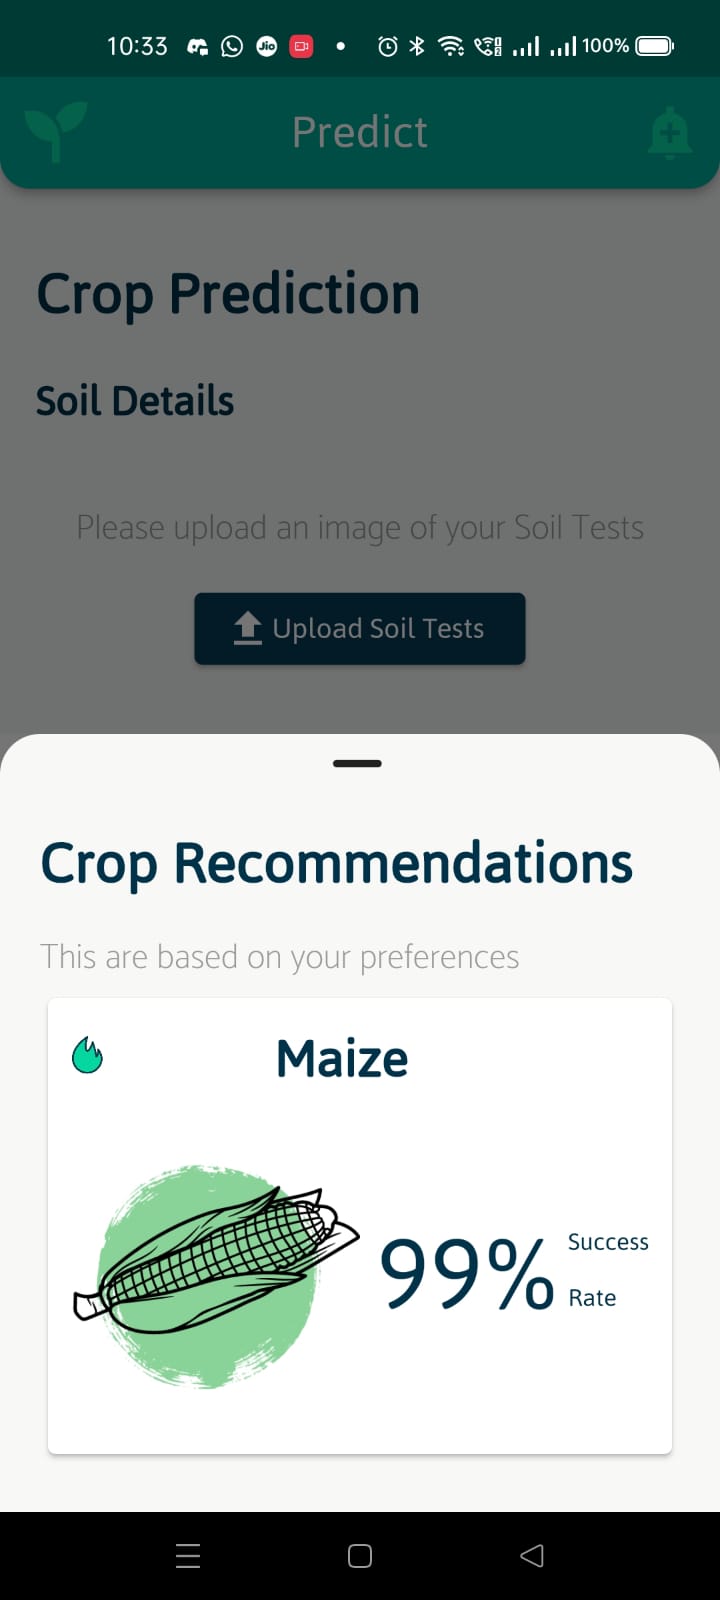 10:33
Jio
100%
Predict
Crop Prediction
Soil Details
Please upload an image of your Soil Tests
Upload Soil Tests
Crop Recommendations
This are based on your preferences
Maize
99% Success
Rate